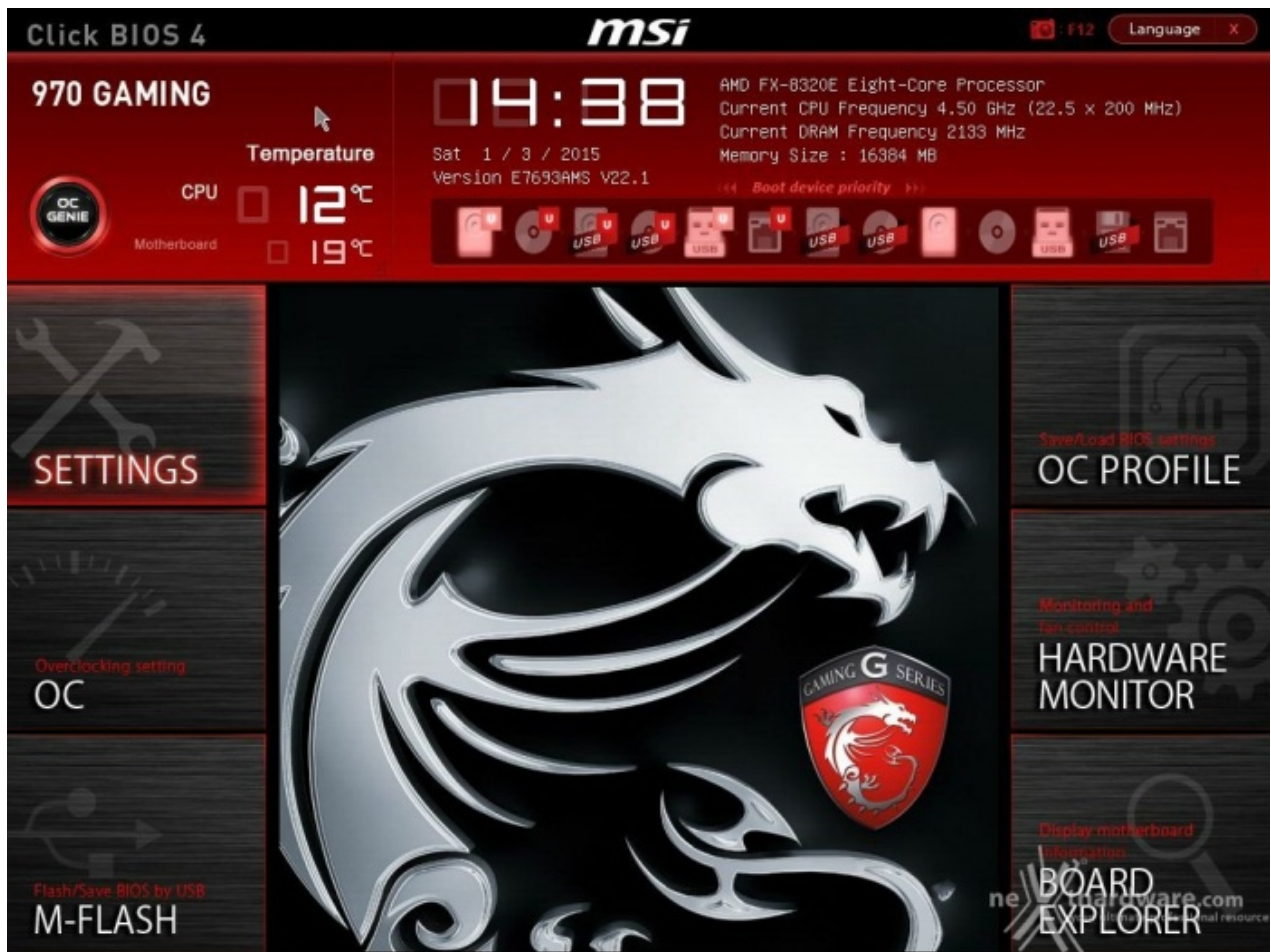 Click BIOS 4
msi
: F12
Language X
970 GAMING
Temperature
OC
GENIE
CPU 12°C
Motherboard 19°C
14:38
Sat 1 / 3 / 2015
Version E7693AMS V22.1
AMD FX-8320E Eight-Core Processor
Current CPU Frequency 4.50 GHz (22.5 x 200 MHz)
Current DRAM Frequency 2133 MHz
Memory Size : 16384 MB
Boot device priority
U U USB U USB U USB U U USB USB USB USB
SETTINGS
Overclocking setting
OC
Flash/Save BIOS by USB
M-FLASH
GAMING G SERIES
Save/Load BIOS settings
OC PROFILE
Monitoring and
fan control
HARDWARE
MONITOR
Display motherboard
information
BOARD
EXPLORER